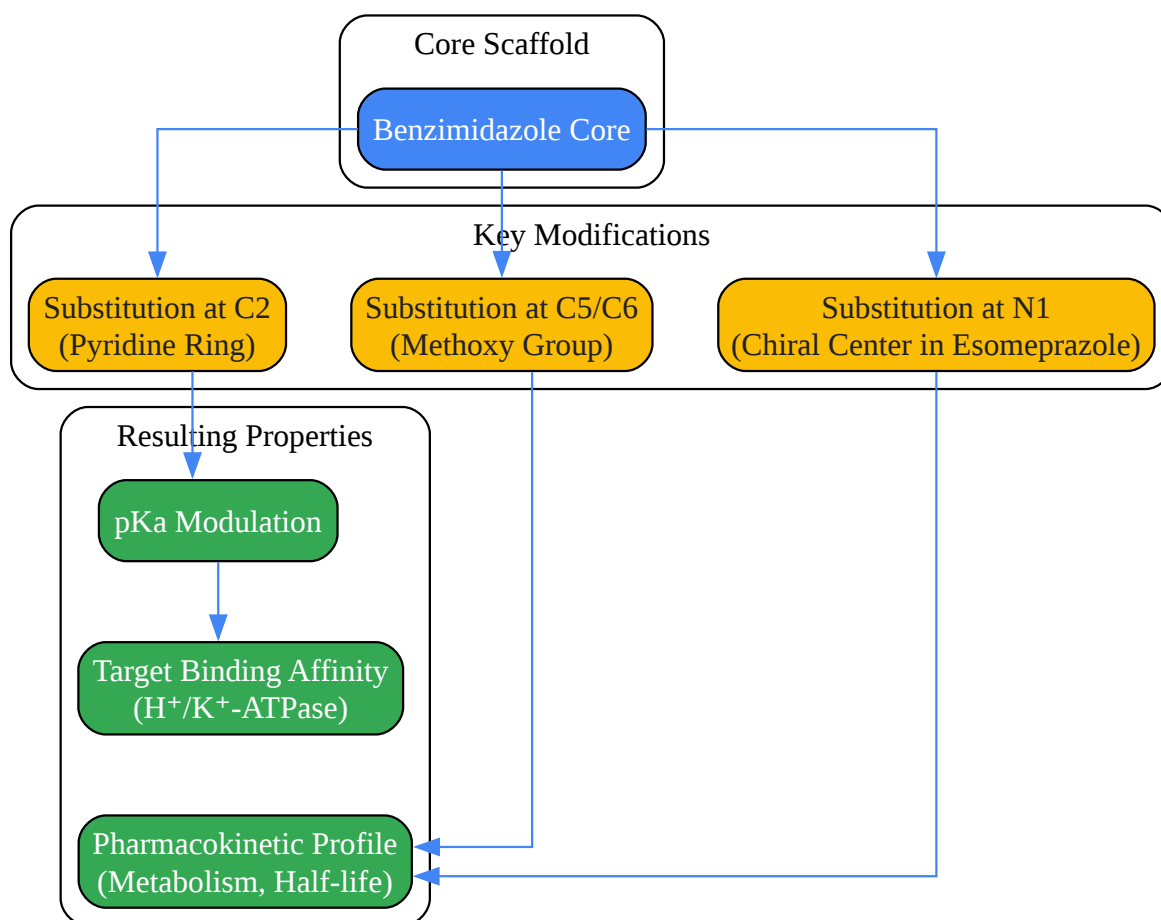 Core Scaffold
Benzimidazole Core
Key Modifications
Substitution at C2
(Pyridine Ring)
Substitution at C5/C6
(Methoxy Group)
Substitution at N1
(Chiral Center in Esomeprazole)
Resulting Properties
pKa Modulation
Target Binding Affinity
(H⁺/K⁺-ATPase)
Pharmacokinetic Profile
(Metabolism, Half-life)